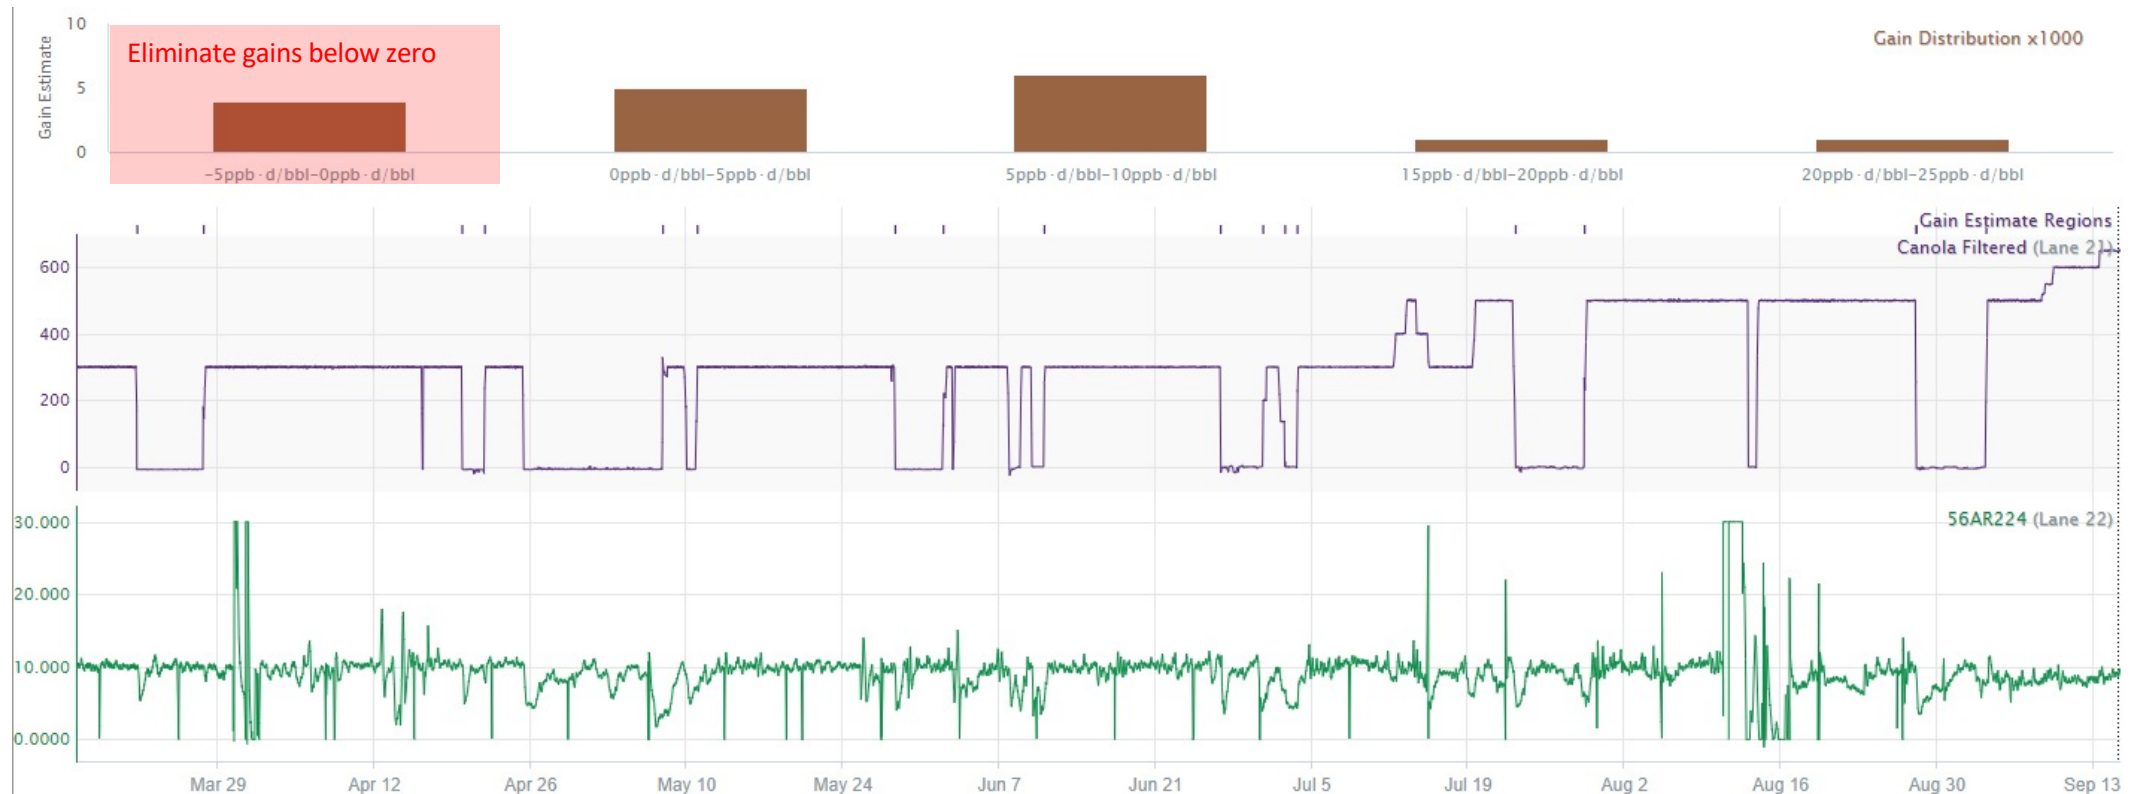 10
Gain Distribution x1000
Eliminate gains below zero
Gain Estimate
5
0
-5ppb·d/bbl-0ppb·d/bbl
0ppb·d/bbl-5ppb·d/bbl
5ppb·d/bbl-10ppb·d/bbl
15ppb·d/bbl-20ppb·d/bbl
20ppb·d/bbl-25ppb·d/bbl
Gain Estimate Regions
Canola Filtered (Lane 21)
600
400
200
0
30.000
56AR224 (Lane 22)
20.000
10.000
0.0000
Mar 29
Apr 12
Apr 26
May 10
May 24
Jun 7
Jun 21
Jul 5
Jul 19
Aug 2
Aug 16
Aug 30
Sep 13